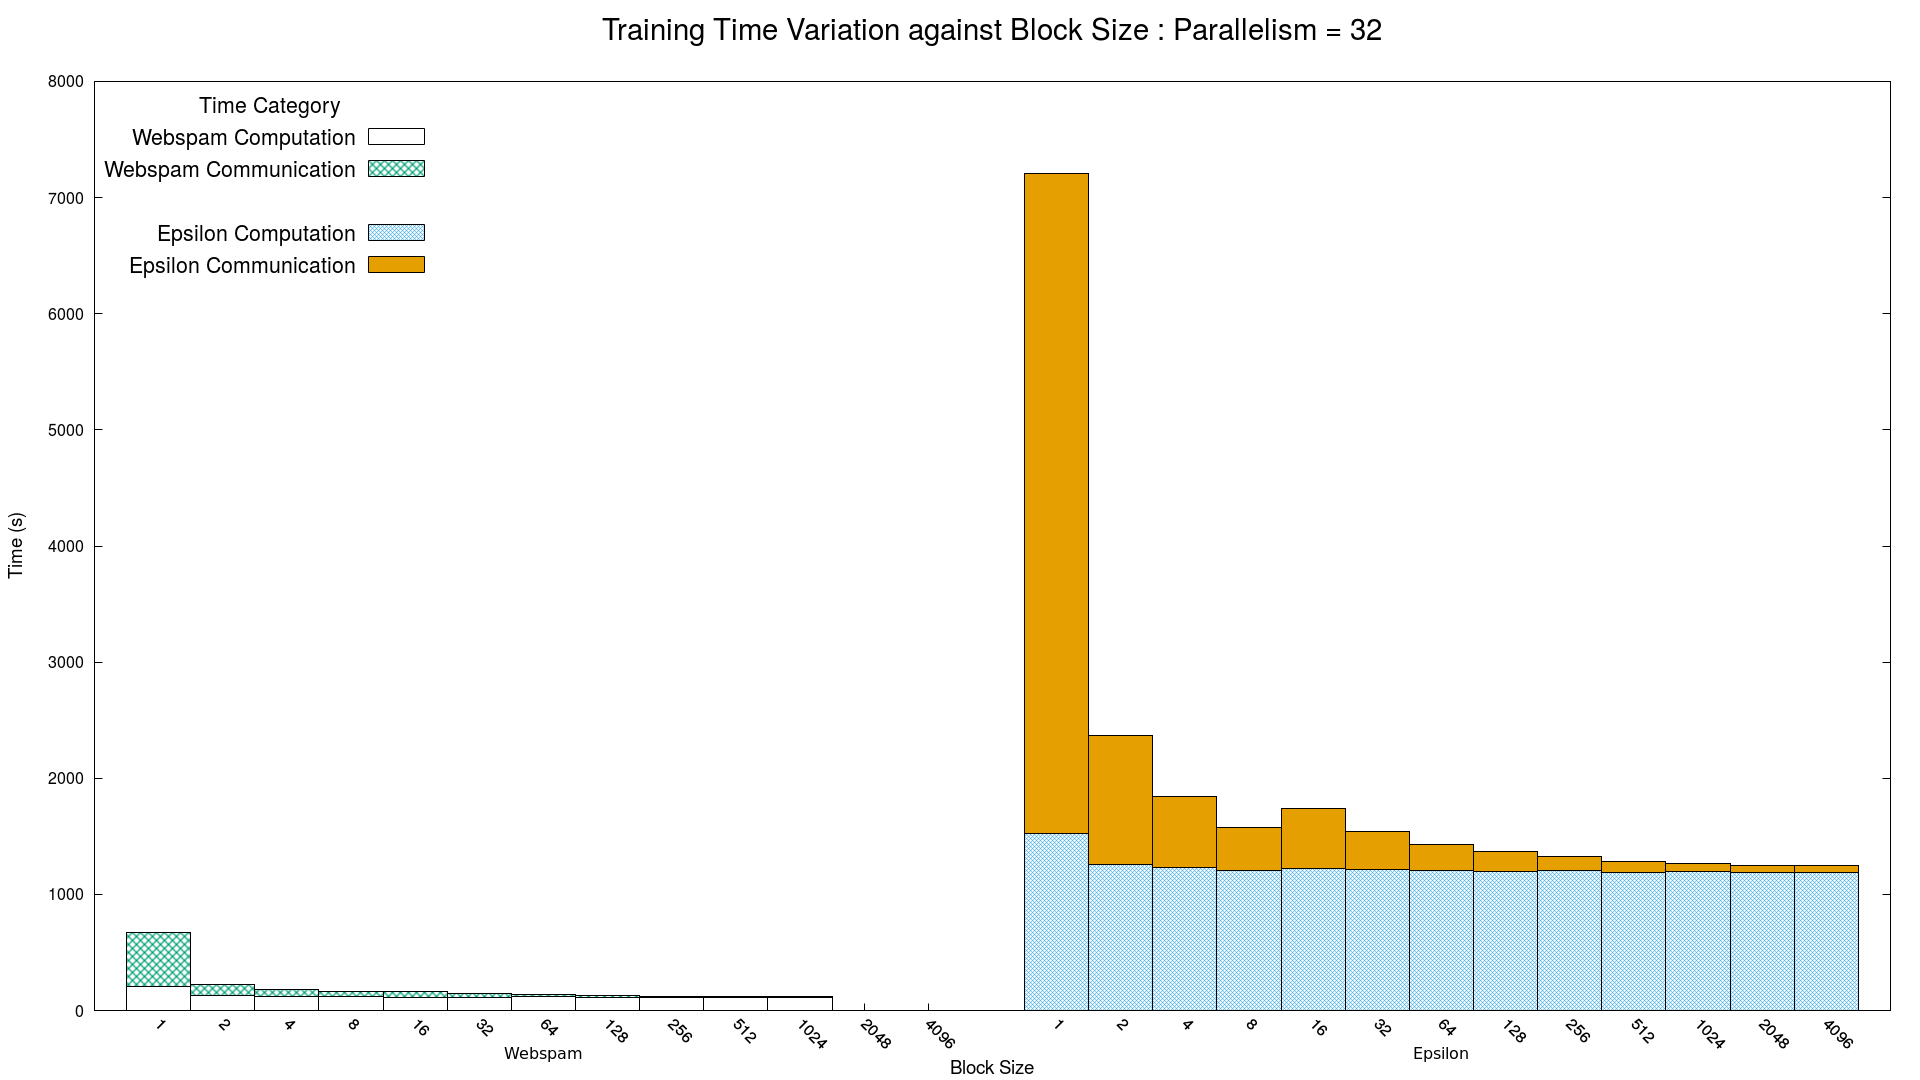 Training Time Variation against Block Size : Parallelism = 32
8000
7000
6000
5000
4000
3000
2000
1000
0
Time (s)
Time Category
Webspam Computation
Webspam Communication
Epsilon Computation
Epsilon Communication
1 2 4 8 16 32 64 128 256 512 1024 2048 4096 1 2 4 8 16 32 64 128 256 512 1024 2048 4096
Webspam Epsilon
Block Size